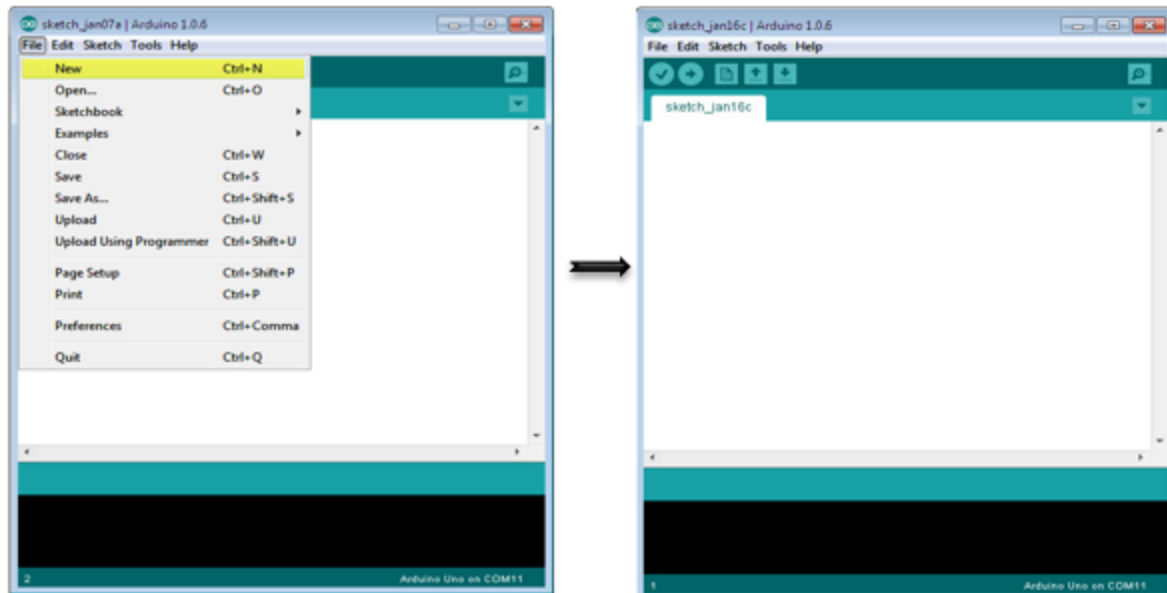 sketch_jan07a | Arduino 1.0.6
File Edit Sketch Tools Help
New Ctrl+N
Open... Ctrl+O
Sketchbook
Examples
Close Ctrl+W
Save Ctrl+S
Save As... Ctrl+Shift+S
Upload Ctrl+U
Upload Using Programmer Ctrl+Shift+U
Page Setup Ctrl+Shift+P
Print Ctrl+P
Preferences Ctrl+Comma
Quit Ctrl+Q
2 Arduino Uno on COM11
sketch_jan16c | Arduino 1.0.6
File Edit Sketch Tools Help
sketch_jan16c
1 Arduino Uno on COM11